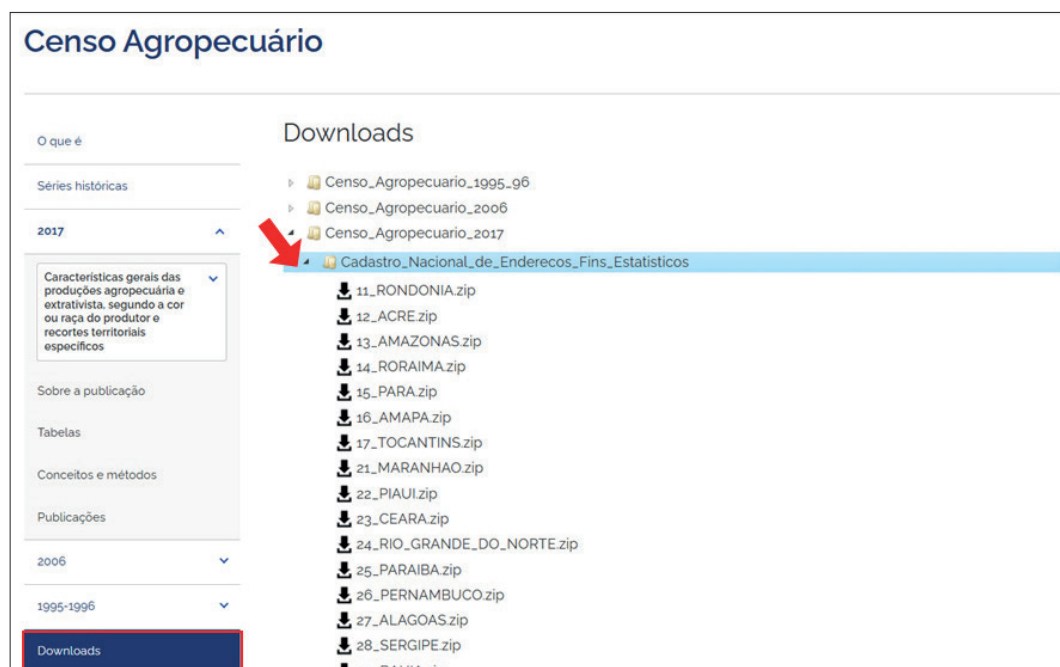 Censo Agropecuário
O que é
Séries históricas
2017
Características gerais das
produções agropecuária e
extrativista, segundo a cor
ou raça do produtor e
recortes territoriais
específicos
Sobre a publicação
Tabelas
Conceitos e métodos
Publicações
2006
1995-1996
Downloads
Downloads
Censo_Agropecuario_1995_96
Censo_Agropecuario_2006
Censo_Agropecuario_2017
Cadastro_Nacional_de_Enderecos_Fins_Estatisticos
11_RONDONIA.zip
12_ACRE.zip
13_AMAZONAS.zip
14_RORAIMA.zip
15_PARA.zip
16_AMAPA.zip
17_TOCANTINS.zip
21_MARANHAO.zip
22_PIAUI.zip
23_CEARA.zip
24_RIO_GRANDE_DO_NORTE.zip
25_PARAIBA.zip
26_PERNAMBUCO.zip
27_ALAGOAS.zip
28_SERGIPE.zip